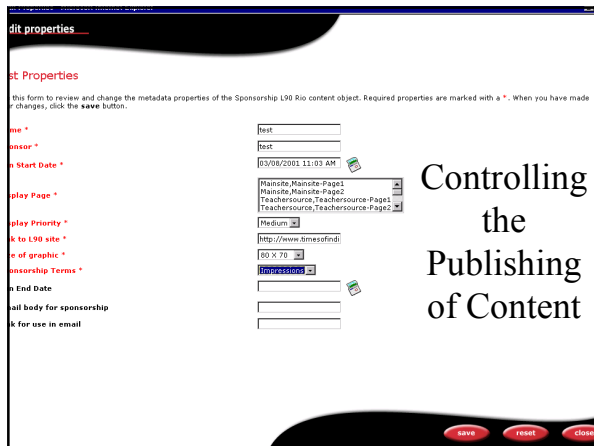 dit properties
st Properties
this form to review and change the metadata properties of the Sponsorship L90 Rio content object. Required properties are marked with a *. When you have made
r changes, click the save button.
me *
test
onsor *
test
n Start Date *
03/08/2001 11:03 AM
splay Page *
Mainsite,Mainsite-Page1
Mainsite,Mainsite-Page2
Teachersource,Teachersource-Page1
Teachersource,Teachersource-Page2
splay Priority *
Medium
k to L90 site *
http://www.timesofindi
e of graphic *
80 X 70
onsorship Terms *
Impressions
n End Date
ail body for sponsorship
k for use in email
Controlling
the
Publishing
of Content
save reset close